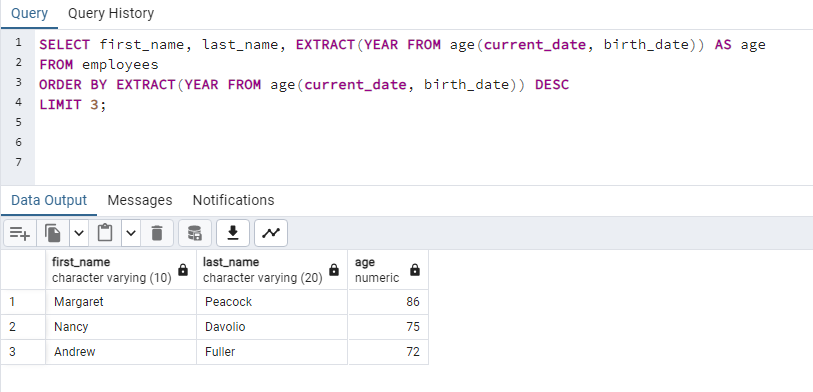 Query Query History
1 SELECT first_name, last_name, EXTRACT(YEAR FROM age(current_date, birth_date)) AS age
2 FROM employees
3 ORDER BY EXTRACT(YEAR FROM age(current_date, birth_date)) DESC
4 LIMIT 3;
5
6
7
Data Output Messages Notifications
first_name last_name age
character varying (10) character varying (20) numeric
1 Margaret Peacock 86
2 Nancy Davolio 75
3 Andrew Fuller 72